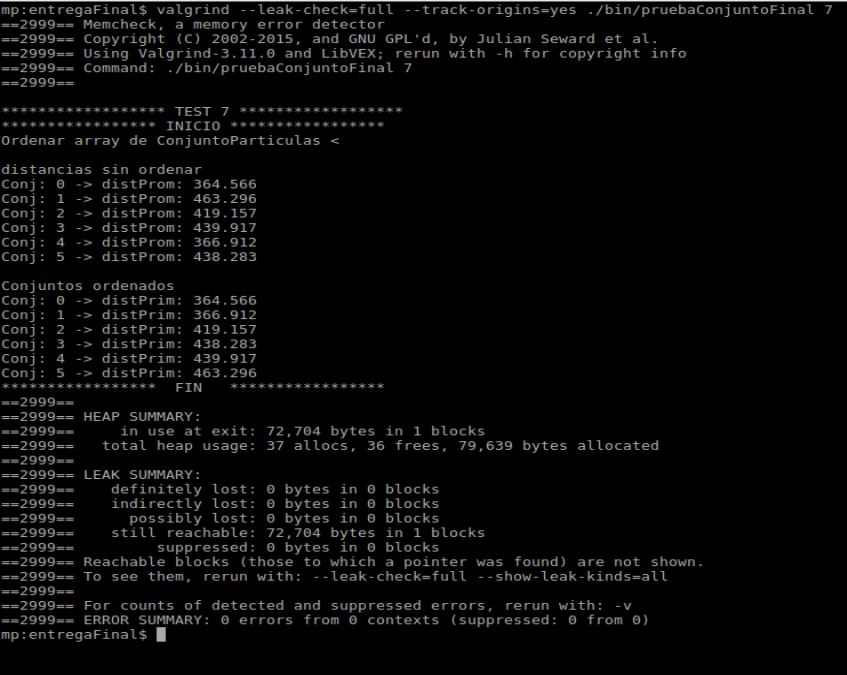 mp:entregaFinal$ valgrind --leak-check=full --track-origins=yes ./bin/pruebaConjuntoFinal 7
==2999== Memcheck, a memory error detector
==2999== Copyright (C) 2002-2015, and GNU GPL'd, by Julian Seward et al.
==2999== Using Valgrind-3.11.0 and LibVEX; rerun with -h for copyright info
==2999== Command: ./bin/pruebaConjuntoFinal 7
==2999==
****************** TEST 7 ******************
***************** INICIO *****************
Ordenar array de ConjuntoParticulas <
distancias sin ordenar
Conj: 0 -> distProm: 364.566
Conj: 1 -> distProm: 463.296
Conj: 2 -> distProm: 419.157
Conj: 3 -> distProm: 439.917
Conj: 4 -> distProm: 366.912
Conj: 5 -> distProm: 438.283
Conjuntos ordenados
Conj: 0 -> distPrim: 364.566
Conj: 1 -> distPrim: 366.912
Conj: 2 -> distPrim: 419.157
Conj: 3 -> distPrim: 438.283
Conj: 4 -> distPrim: 439.917
Conj: 5 -> distPrim: 463.296
*****************  FIN   *****************
==2999==
==2999== HEAP SUMMARY:
==2999==     in use at exit: 72,704 bytes in 1 blocks
==2999==   total heap usage: 37 allocs, 36 frees, 79,639 bytes allocated
==2999==
==2999== LEAK SUMMARY:
==2999==    definitely lost: 0 bytes in 0 blocks
==2999==    indirectly lost: 0 bytes in 0 blocks
==2999==      possibly lost: 0 bytes in 0 blocks
==2999==    still reachable: 72,704 bytes in 1 blocks
==2999==         suppressed: 0 bytes in 0 blocks
==2999== Reachable blocks (those to which a pointer was found) are not shown.
==2999== To see them, rerun with: --leak-check=full --show-leak-kinds=all
==2999==
==2999== For counts of detected and suppressed errors, rerun with: -v
==2999== ERROR SUMMARY: 0 errors from 0 contexts (suppressed: 0 from 0)
mp:entregaFinal$